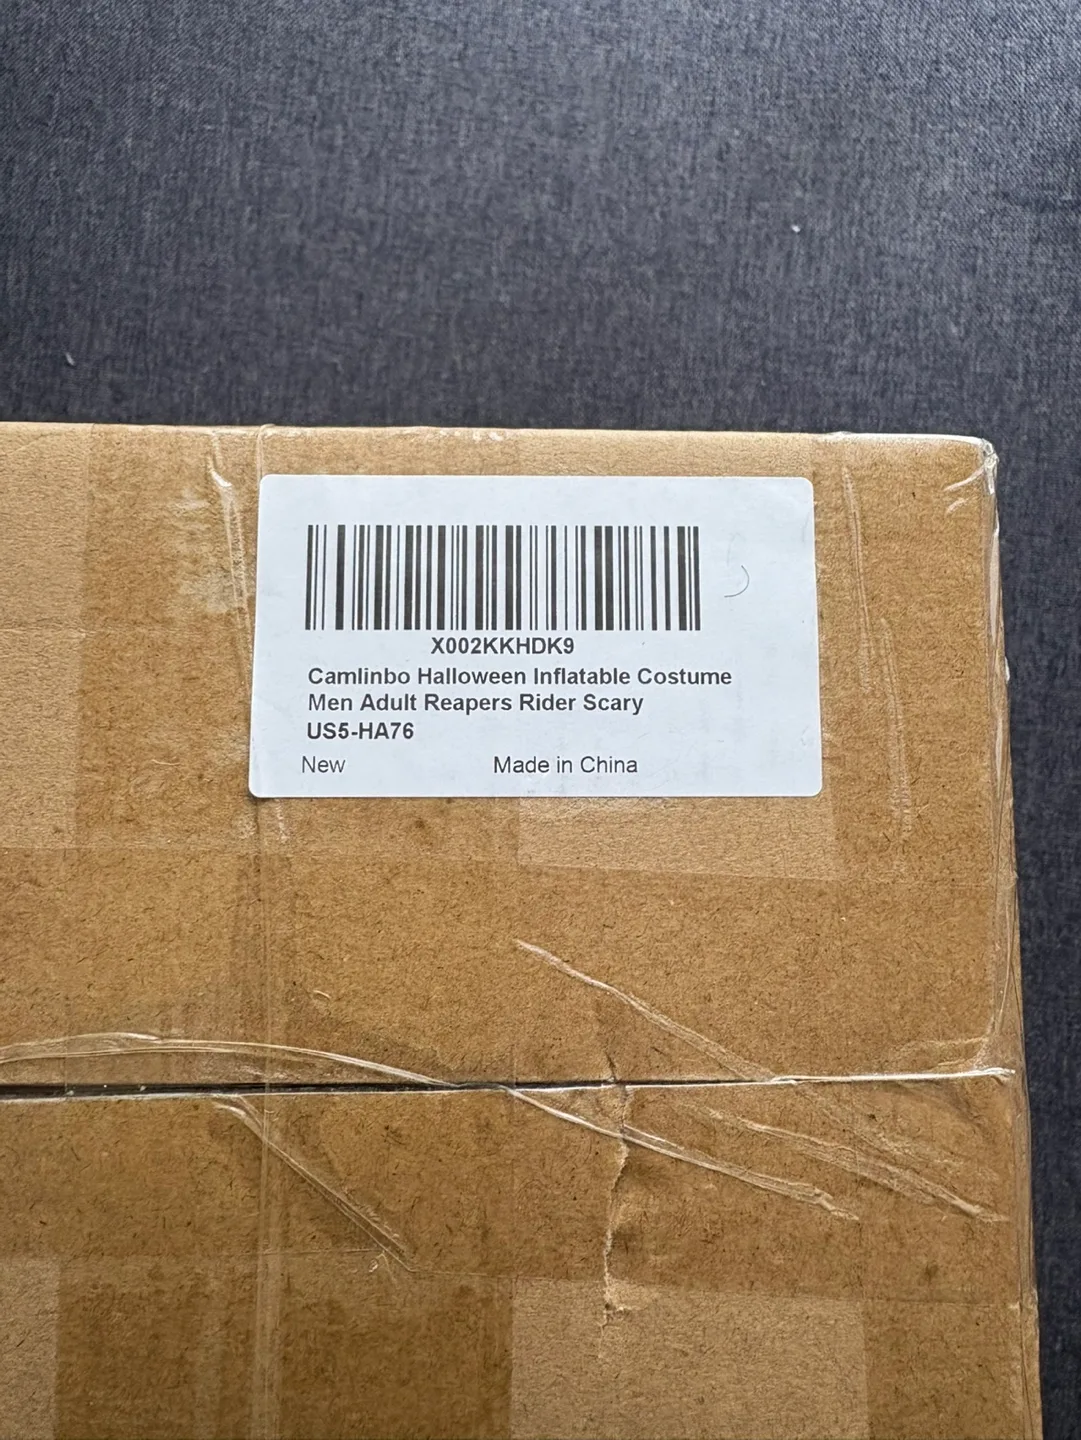 X002KKHDK9
Camlinbo Halloween Inflatable Costume
Men Adult Reapers Rider Scary
US5-HA76
New Made in China